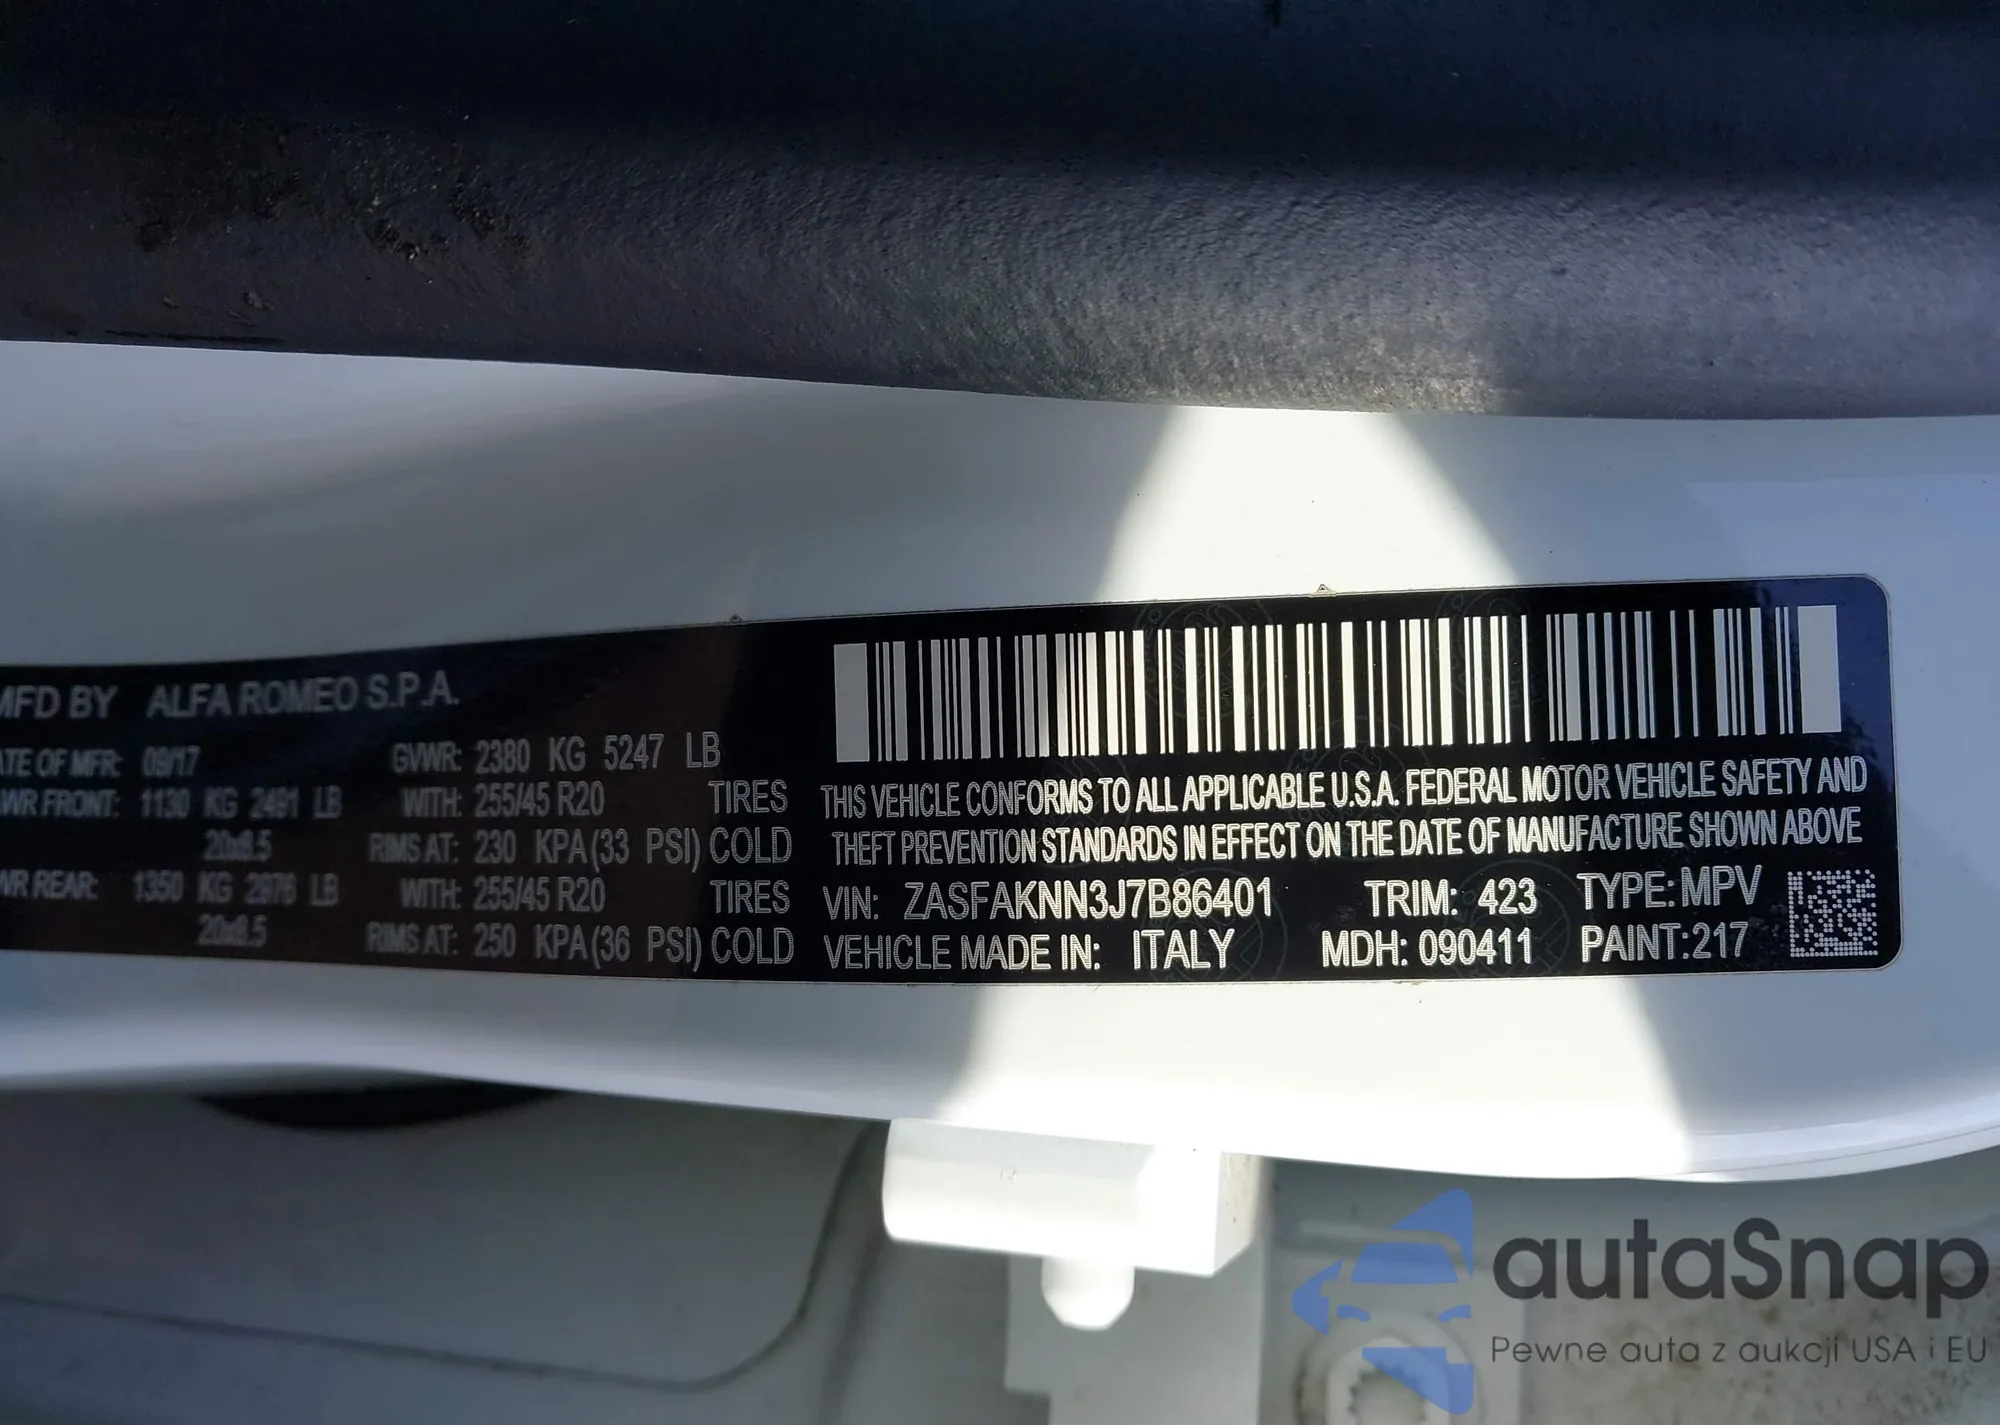 MFD BY ALFA ROMEO S.P.A.
DATE OF MFR: 09/17 GVWR: 2380 KG 5247 LB
WR FRONT: 1130 KG 2491 LB WITH: 255/45 R20 TIRES
20x8.5 RIMS AT: 230 KPA (33 PSI) COLD
WR REAR: 1350 KG 2976 LB WITH: 255/45 R20 TIRES
20x8.5 RIMS AT: 250 KPA (36 PSI) COLD
THIS VEHICLE CONFORMS TO ALL APPLICABLE U.S.A. FEDERAL MOTOR VEHICLE SAFETY AND
THEFT PREVENTION STANDARDS IN EFFECT ON THE DATE OF MANUFACTURE SHOWN ABOVE
VIN: ZASFAKNN3J7B86401 TRIM: 423 TYPE: MPV
VEHICLE MADE IN: ITALY MDH: 090411 PAINT: 217
autaSnap
Pewne auta z aukcji USA i EU